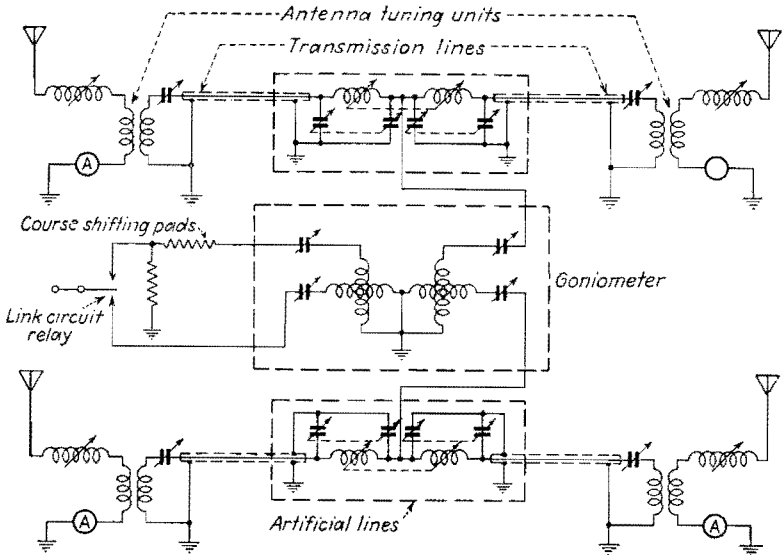 Antenna tuning units
Transmission lines
A
Course shifting pads
Goniometer
Link circuit
relay
A
Artificial lines
A